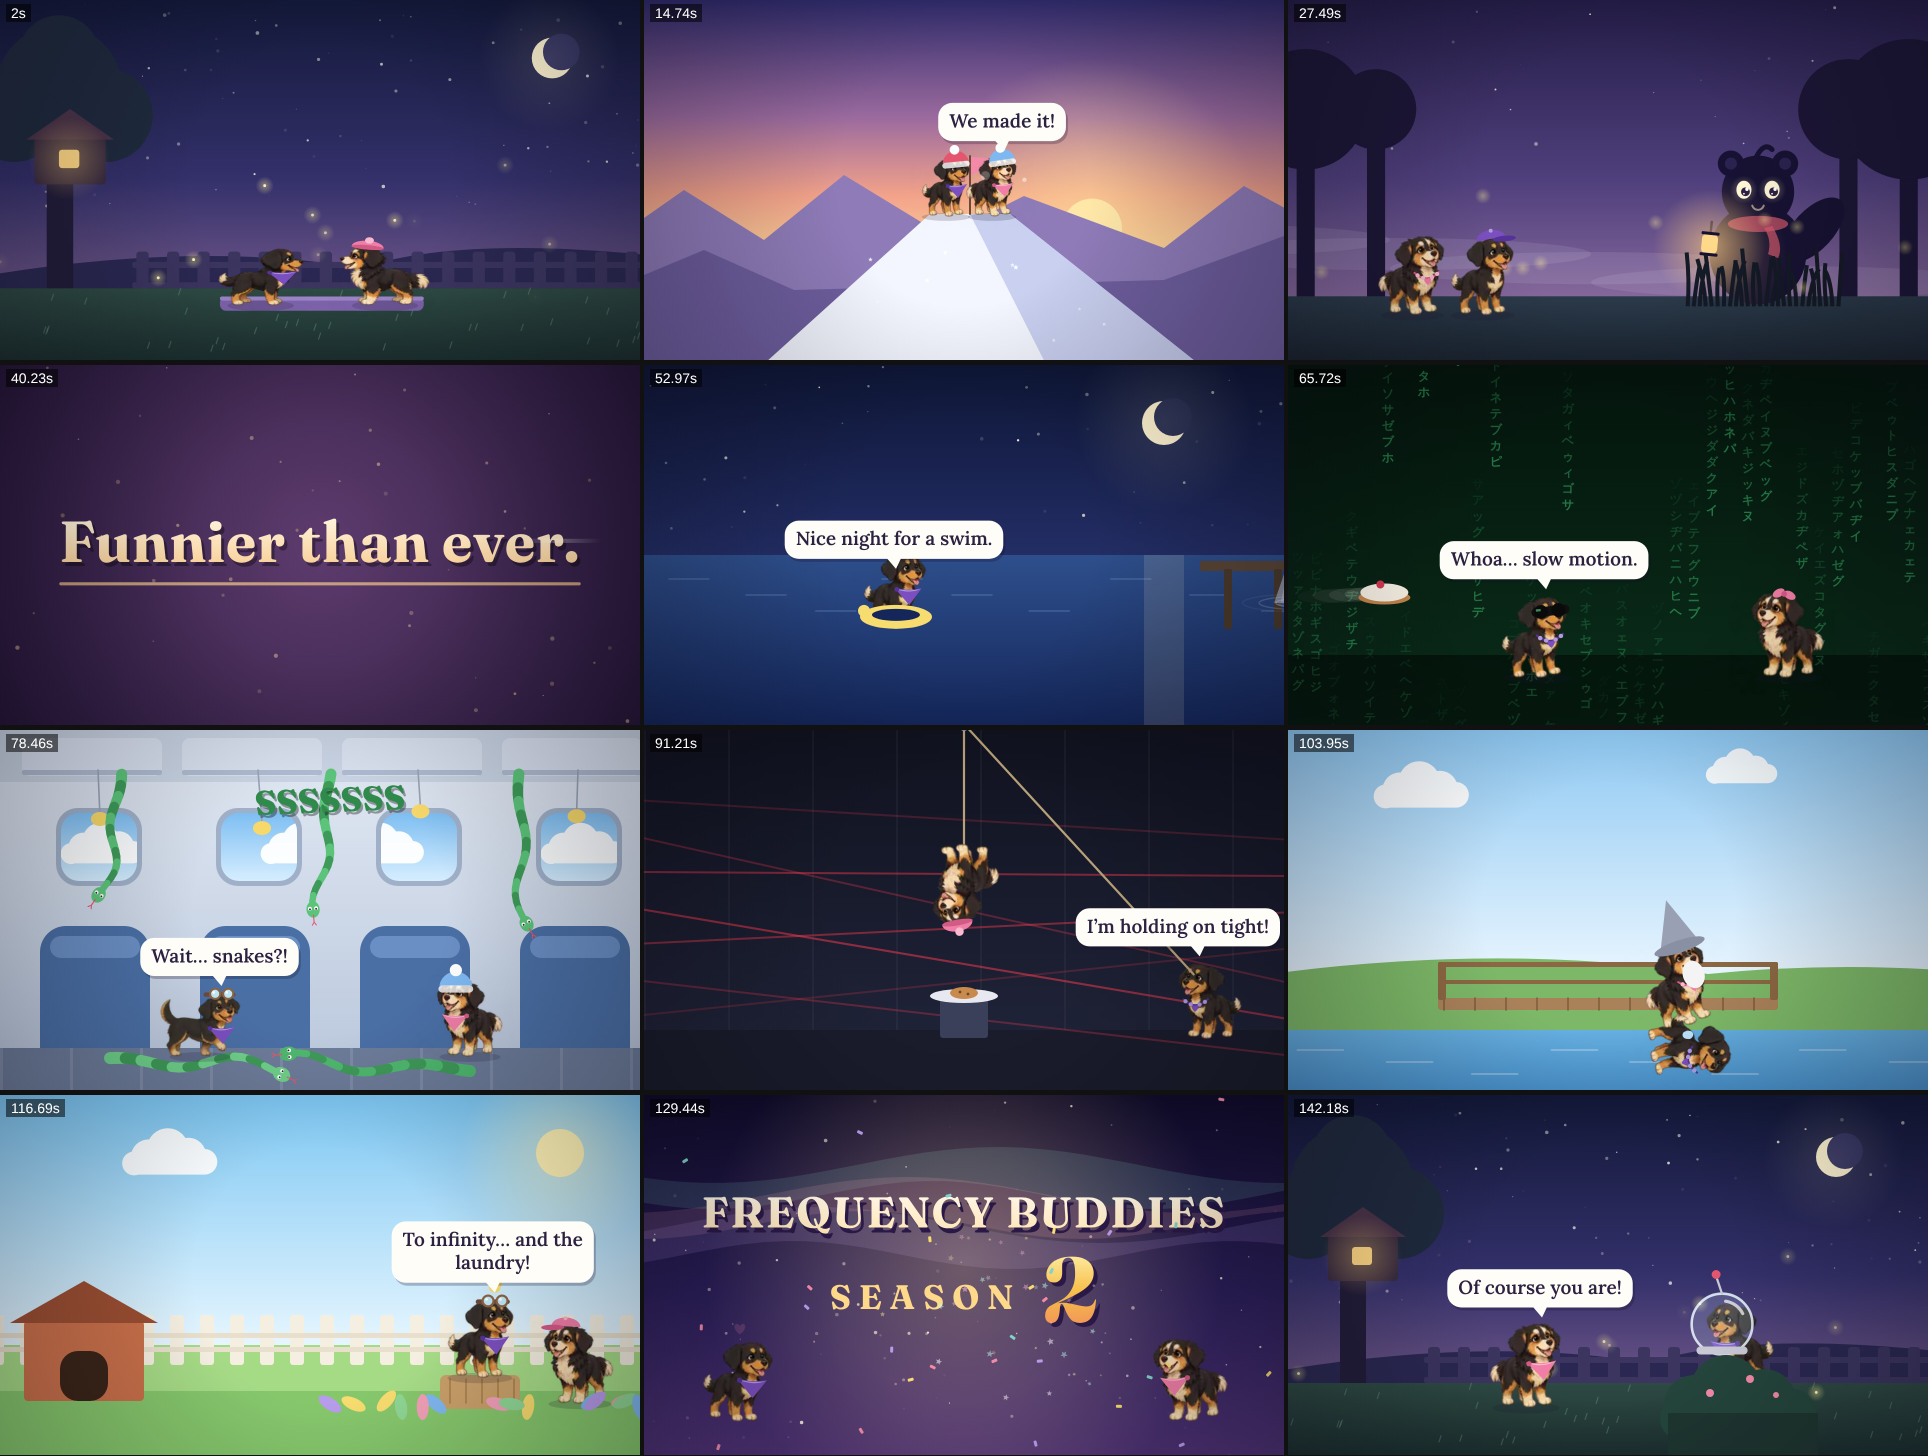 2s
14.74s
We made it!
27.49s
40.23s
Funnier than ever.
52.97s
Nice night for a swim.
65.72s
Whoa... slow motion.
78.46s
SSSSSSS
Wait... snakes?!
91.21s
I'm holding on tight!
103.95s
116.69s
To infinity... and the
laundry!
129.44s
FREQUENCY BUDDIES
SEASON 2
142.18s
Of course you are!